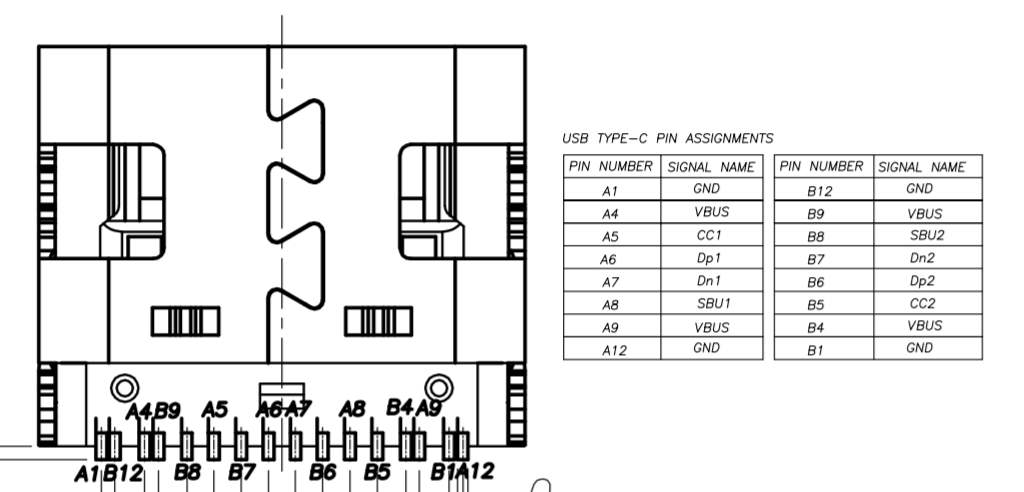 USB TYPE-C PIN ASSIGNMENTS
PIN NUMBER SIGNAL NAME PIN NUMBER SIGNAL NAME
A1 GND B12 GND
A4 VBUS B9 VBUS
A5 CC1 B8 SBU2
A6 Dp1 B7 Dn2
A7 Dn1 B6 Dp2
A8 SBU1 B5 CC2
A9 VBUS B4 VBUS
A12 GND B1 GND
A4 B9 A5 A6 A7 A8 B4 A9
A1 B12 B8 B7 B6 B5 B1 A12